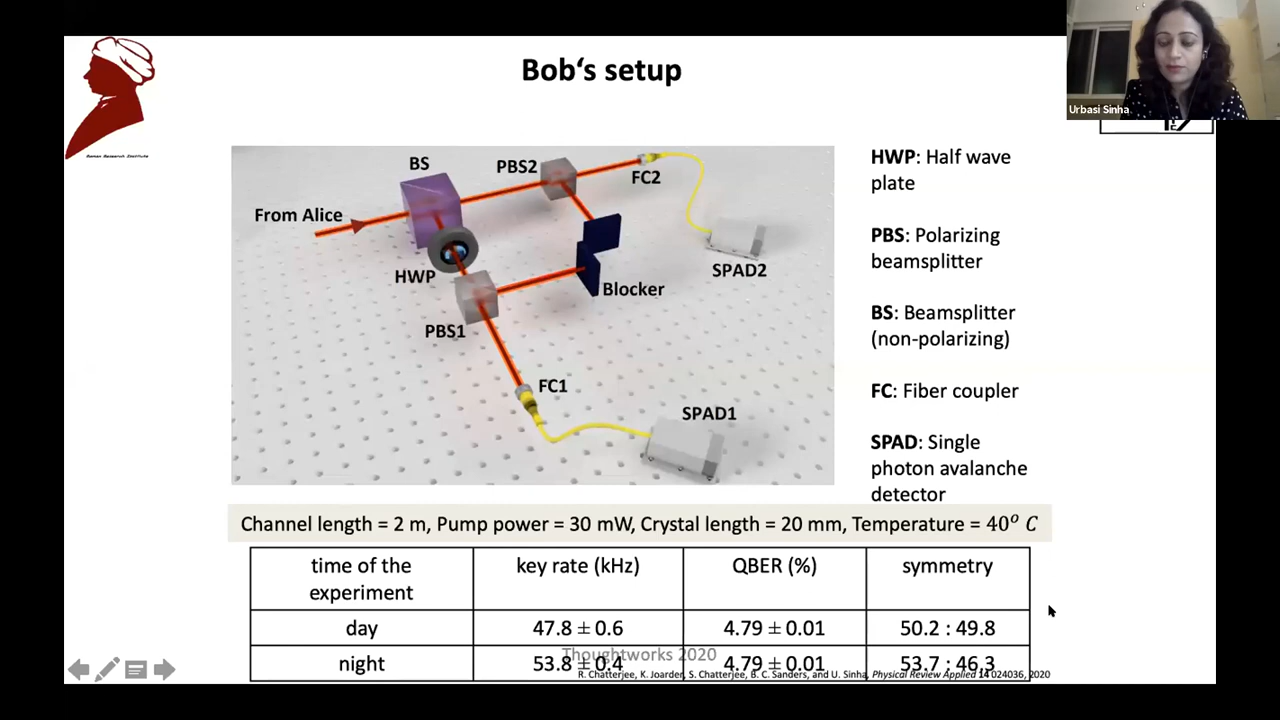 Bob‘s setup
Urbasi Sinha
Raman Research Institute
BS
PBS2
FC2
From Alice
HWP
SPAD2
Blocker
PBS1
FC1
SPAD1
HWP: Half wave
plate
PBS: Polarizing
beamsplitter
BS: Beamsplitter
(non-polarizing)
FC: Fiber coupler
SPAD: Single
photon avalanche
detector
Channel length = 2 m, Pump power = 30 mW, Crystal length = 20 mm, Temperature = 40° C
time of the experiment key rate (kHz) QBER (%) symmetry
day 47.8 ± 0.6 4.79 ± 0.01 50.2 : 49.8
night 53.8 ± 0.4 4.79 ± 0.01 53.7 : 46.3
Thoughtworks 2020
R. Chatterjee, K. Joarder, S. Chatterjee, B. C. Sanders, and U. Sinha, Physical Review Applied 14 024036, 2020